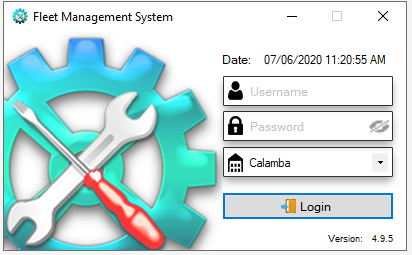 Fleet Management System
Date: 07/06/2020 11:20:55 AM
Username
Password
Calamba
Login
Version: 4.9.5